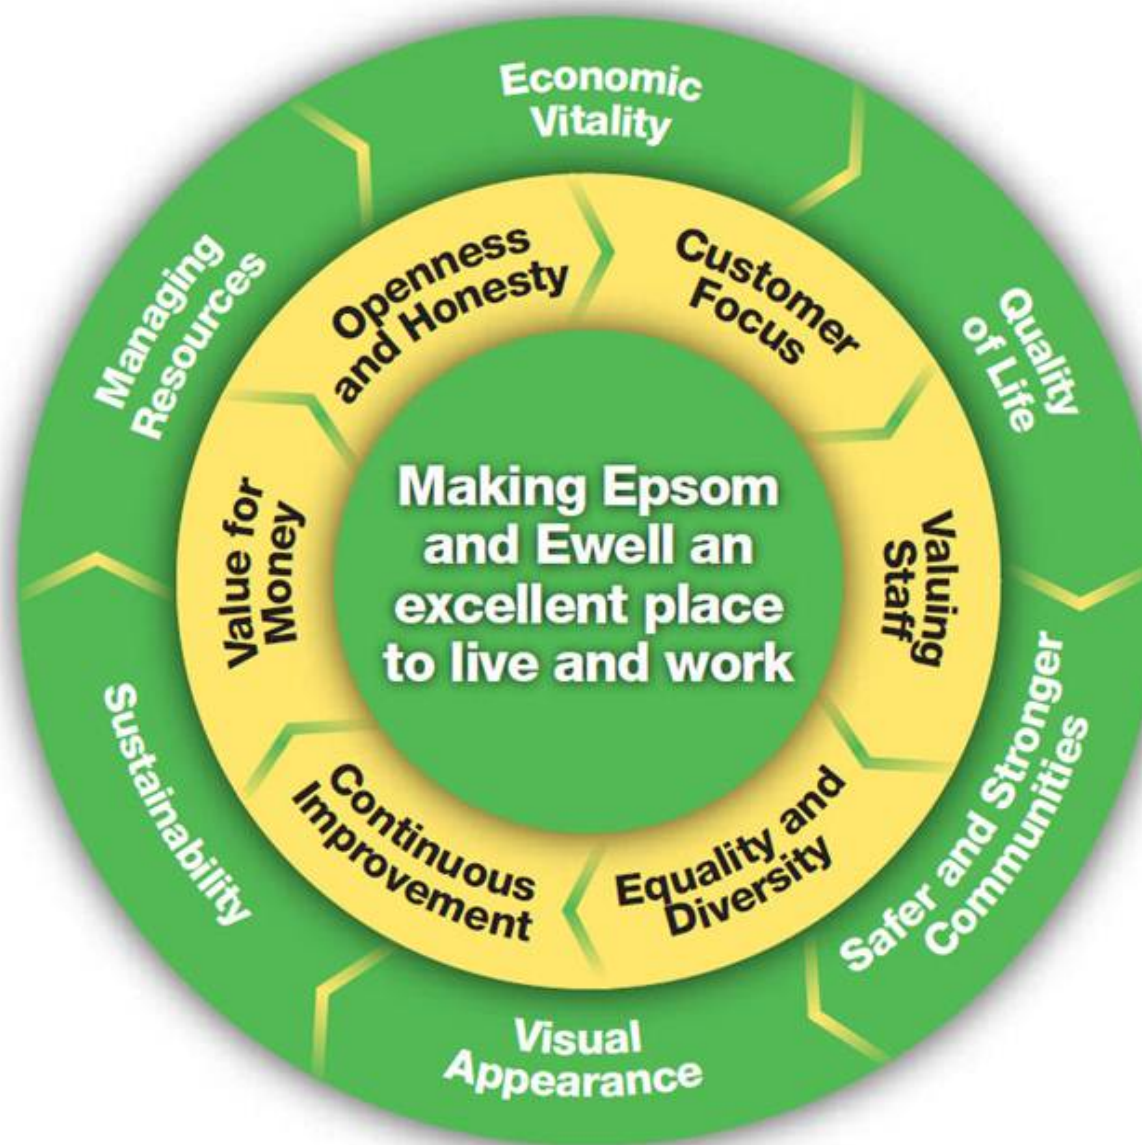 Economic
Vitality
Quality
of Life
Safer and Stronger
Communities
Visual
Appearance
Sustainability
Managing
Resources
Openness
and Honesty
Customer
Focus
Valuing
Staff
Equality and
Diversity
Continuous
Improvement
Value for
Money
Making Epsom
and Ewell an
excellent place
to live and work